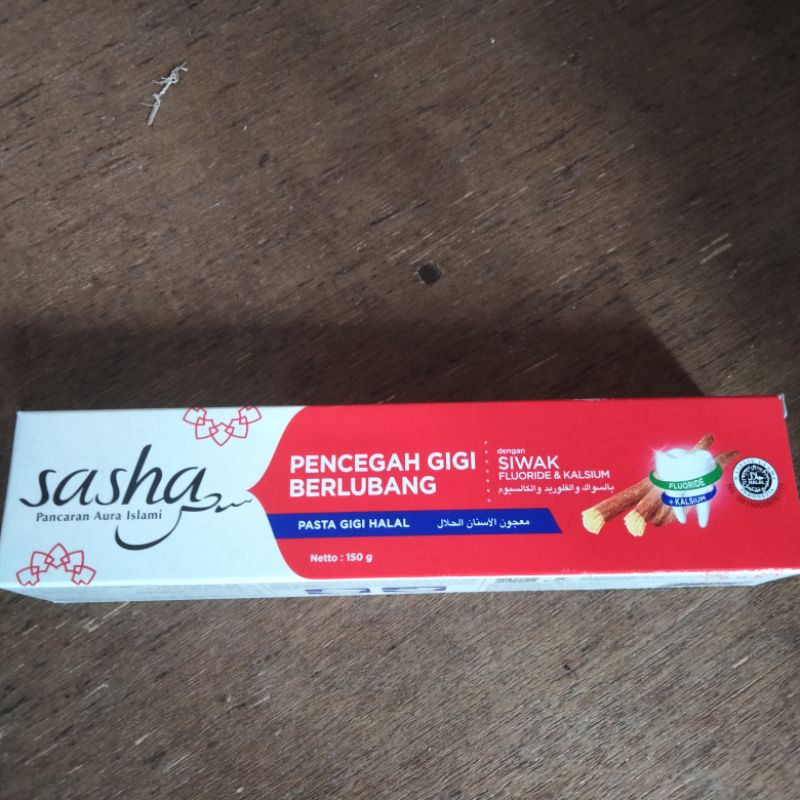 sasha
Pancaran Aura Islami
PENCEGAH GIGI
BERLUBANG
dengan
SIWAK
FLUORIDE & KALSIUM
بالسواك والفلوريد والكالسيوم
PASTA GIGI HALAL معجون الأسنان الحلال
Netto : 150 g
FLUORIDE
+ KALSIUM
HALAL